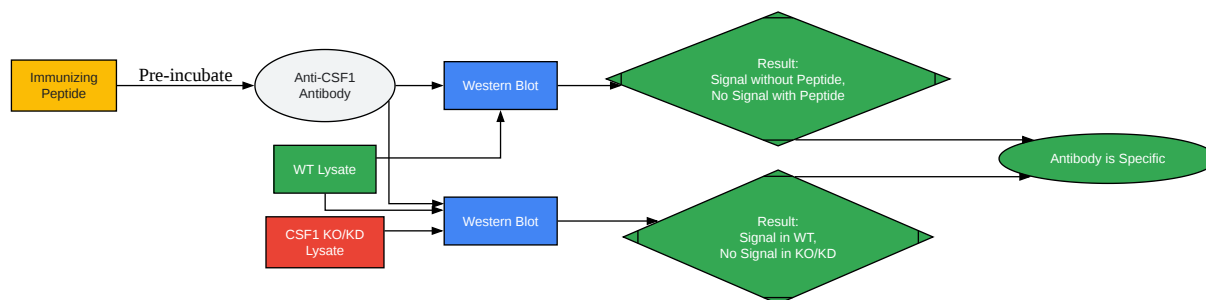 Immunizing
Peptide
Pre-incubate
Anti-CSF1
Antibody
Western Blot
Result:
Signal without Peptide,
No Signal with Peptide
WT Lysate
CSF1 KO/KD
Lysate
Western Blot
Result:
Signal in WT,
No Signal in KO/KD
Antibody is Specific